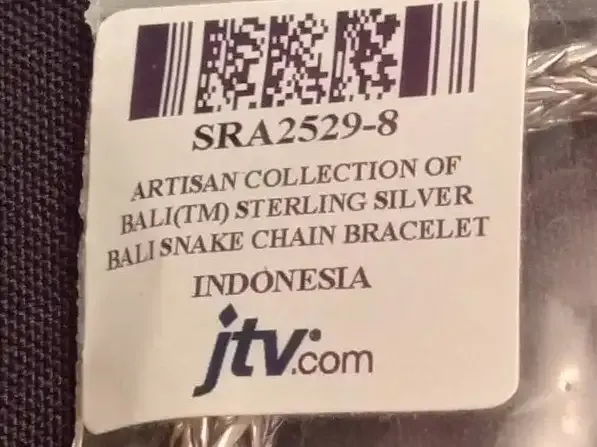 SRA2529-8
ARTISAN COLLECTION OF
BALI(TM) STERLING SILVER
BALI SNAKE CHAIN BRACELET
INDONESIA
jtv.com